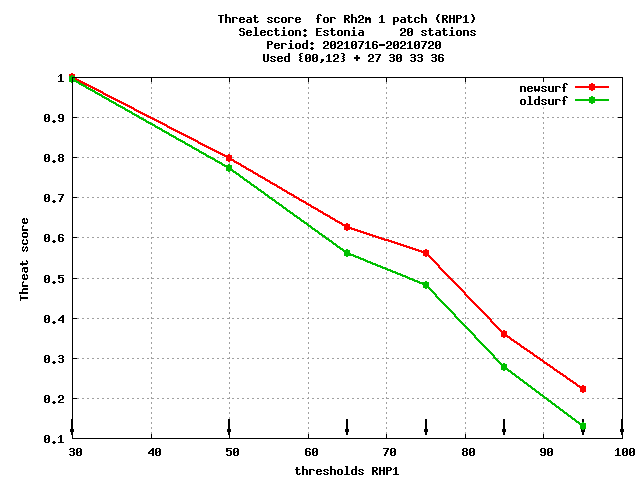 Threat score  for Rh2m 1 patch (RHP1)
Selection: Estonia     20 stations
Period: 20210716-20210720
Used {00,12} + 27 30 33 36
newsurf
oldsurf
1
0.9
0.8
0.7
0.6
0.5
0.4
0.3
0.2
0.1
Threat score
30 40 50 60 70 80 90 100
thresholds RHP1